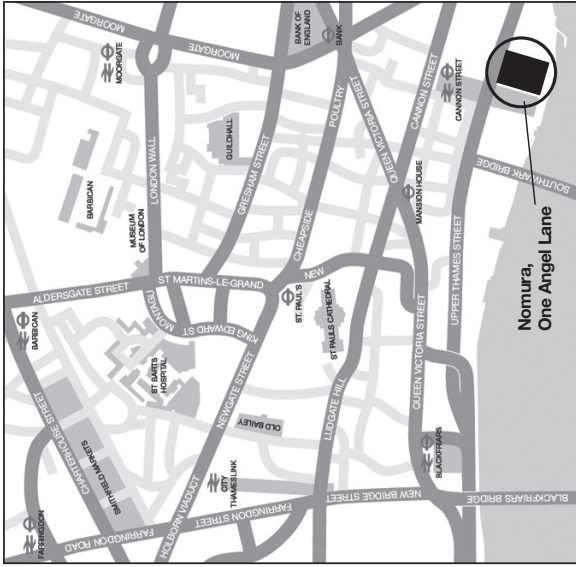 FARRINGDON
BARBICAN
MOORGATE
MOORGATE
MOORGATE
CHARTERHOUSE STREET
SMITHFIELD MARKETS
ALDERSGATE STREET
BARBICAN
LONDON WALL
MUSEUM
OF LONDON
FARRINGDON ROAD
ST BARTS
HOSPITAL
MONTAGU
KING EDWARD ST
ST MARTINS-LE-GRAND
GUILDHALL
GRESHAM STREET
BANK OF
ENGLAND
BANK
HOLBORN VIADUCT
NEWGATE STREET
CITY
THAMESLINK
FARRINGDON STREET
OLD BAILEY
ST. PAUL'S
CHEAPSIDE
POULTRY
NEW
ST PAULS CATHEDRAL
LUDGATE HILL
QUEEN VICTORIA STREET
MANSION HOUSE
CANNON STREET
CANNON STREET
NEW BRIDGE STREET
BLACKFRIARS
QUEEN VICTORIA STREET
UPPER THAMES STREET
BLACKFRIARS BRIDGE
SOUTHWARK BRIDGE
Nomura,
One Angel Lane